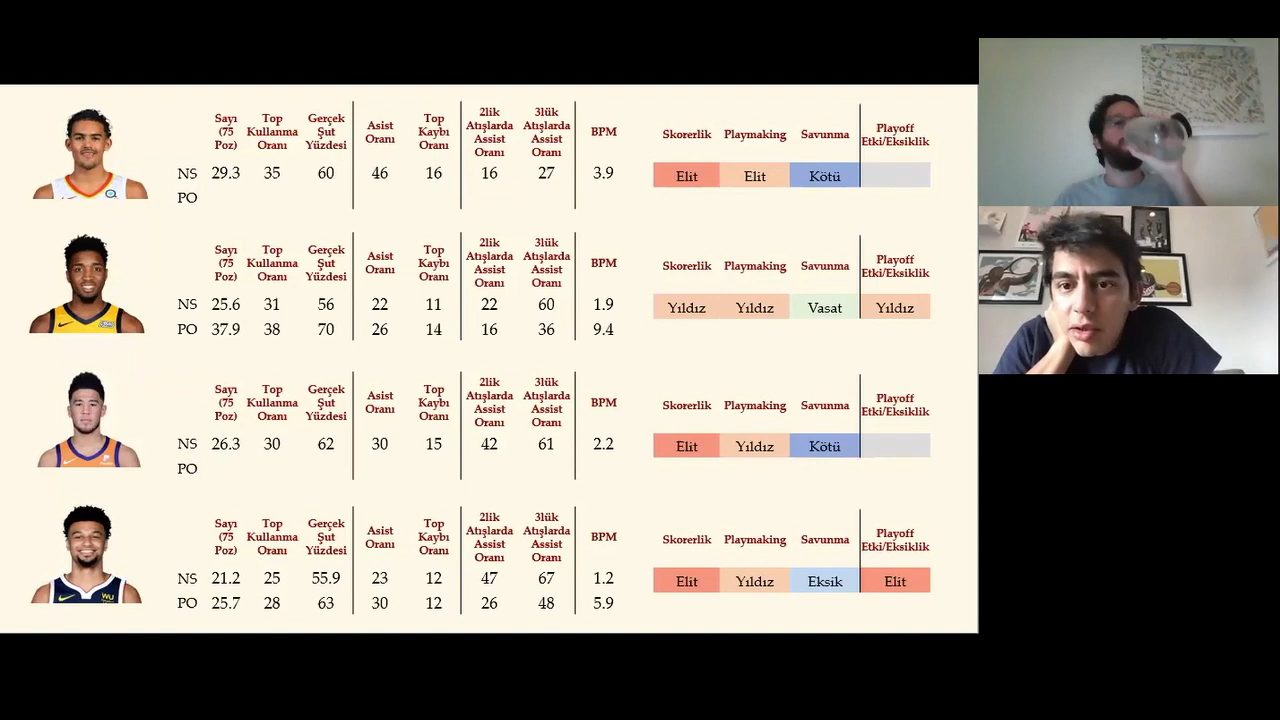 Sayı (75 Poz) Top Kullanma Oranı Gerçek Şut Yüzdesi Asist Oranı Top Kaybı Oranı 2lik Atışlarda Assist Oranı 3lük Atışlarda Assist Oranı BPM Skorerlik Playmaking Savunma Playoff Etki/Eksiklik
NS 29.3 35 60 46 16 16 27 3.9 Elit Elit Kötü
PO
Sayı (75 Poz) Top Kullanma Oranı Gerçek Şut Yüzdesi Asist Oranı Top Kaybı Oranı 2lik Atışlarda Assist Oranı 3lük Atışlarda Assist Oranı BPM Skorerlik Playmaking Savunma Playoff Etki/Eksiklik
NS 25.6 31 56 22 11 22 60 1.9 Yıldız Yıldız Vasat Yıldız
PO 37.9 38 70 26 14 16 36 9.4
Sayı (75 Poz) Top Kullanma Oranı Gerçek Şut Yüzdesi Asist Oranı Top Kaybı Oranı 2lik Atışlarda Assist Oranı 3lük Atışlarda Assist Oranı BPM Skorerlik Playmaking Savunma Playoff Etki/Eksiklik
NS 26.3 30 62 30 15 42 61 2.2 Elit Yıldız Kötü
PO
Sayı (75 Poz) Top Kullanma Oranı Gerçek Şut Yüzdesi Asist Oranı Top Kaybı Oranı 2lik Atışlarda Assist Oranı 3lük Atışlarda Assist Oranı BPM Skorerlik Playmaking Savunma Playoff Etki/Eksiklik
NS 21.2 25 55.9 23 12 47 67 1.2 Elit Yıldız Eksik Elit
PO 25.7 28 63 30 12 26 48 5.9
WU